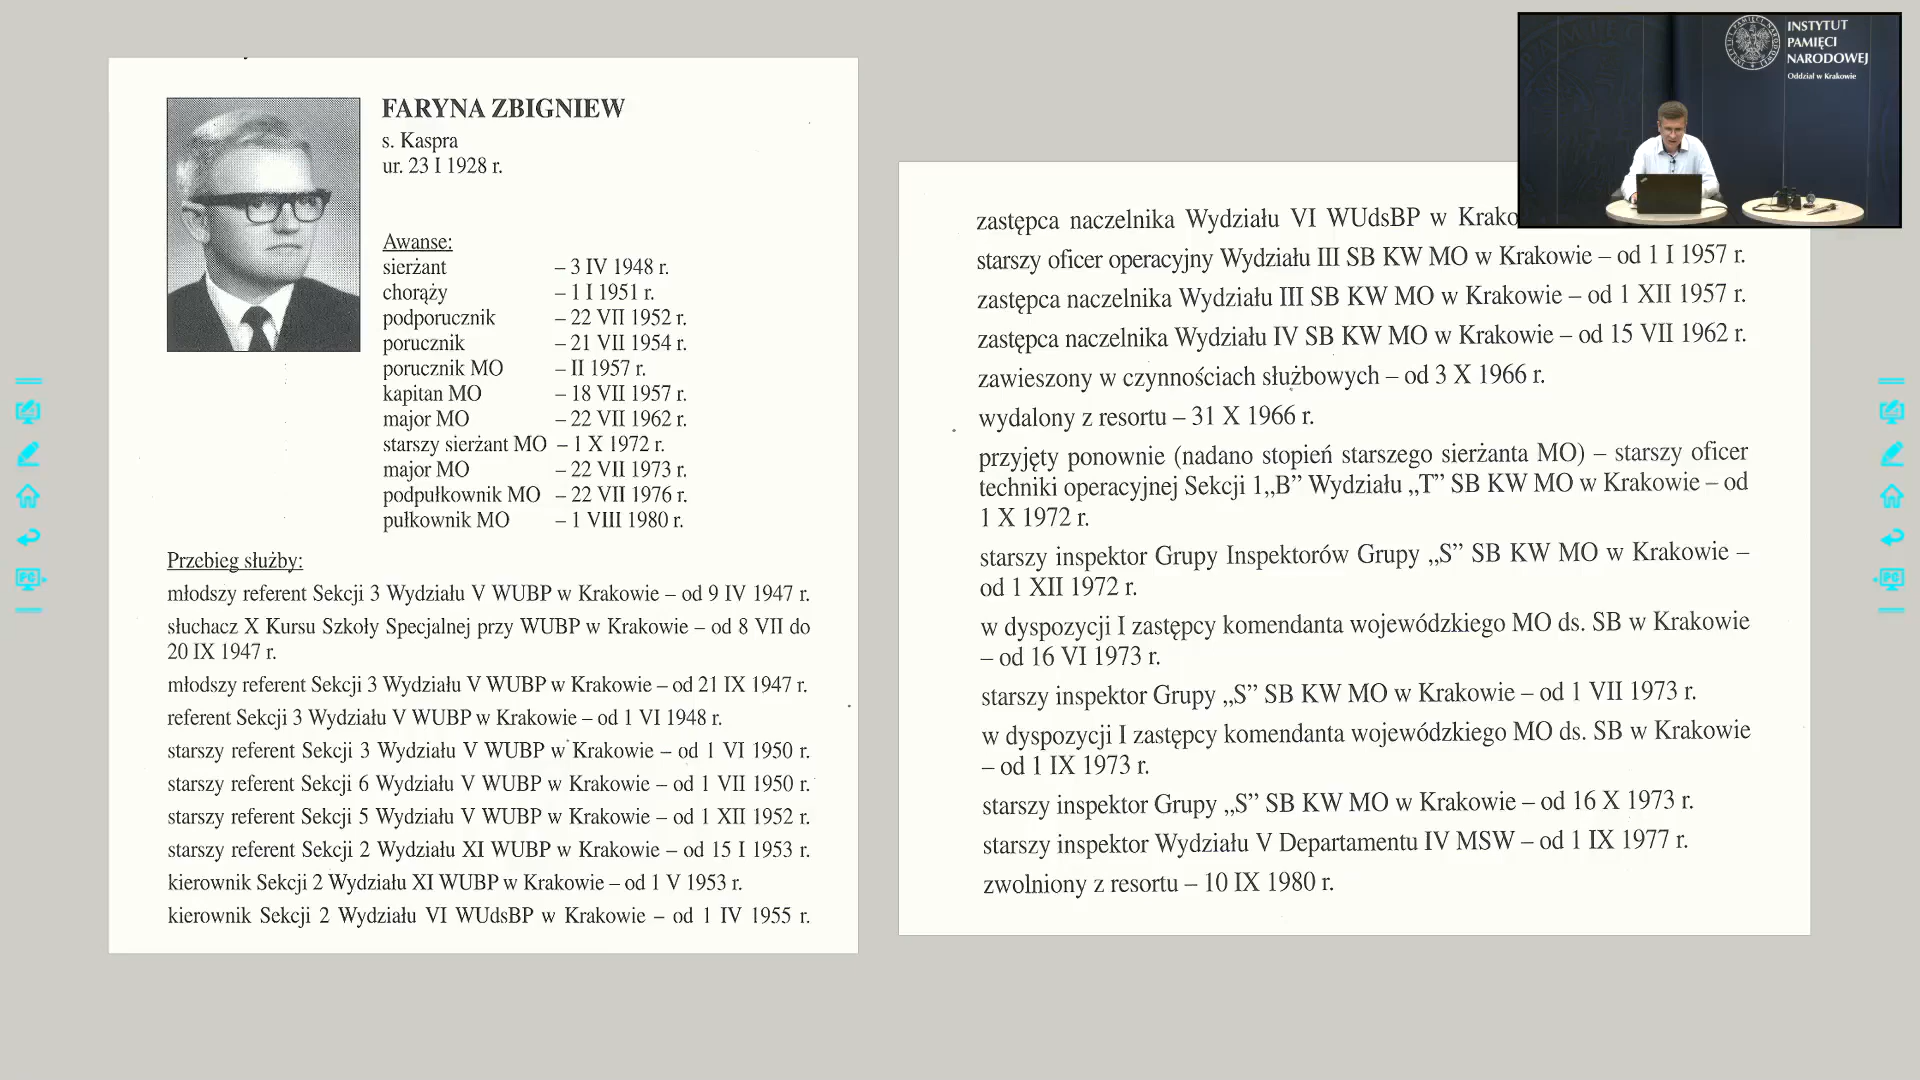 FARYNA ZBIGNIEW
s. Kaspra
ur. 23 I 1928 r.
Awanse:
sierżant – 3 IV 1948 r.
chorąży – 1 I 1951 r.
podporucznik – 22 VII 1952 r.
porucznik – 21 VII 1954 r.
porucznik MO – II 1957 r.
kapitan MO – 18 VII 1957 r.
major MO – 22 VII 1962 r.
starszy sierżant MO – 1 X 1972 r.
major MO – 22 VII 1973 r.
podpułkownik MO – 22 VII 1976 r.
pułkownik MO – 1 VIII 1980 r.
Przebieg służby:
młodszy referent Sekcji 3 Wydziału V WUBP w Krakowie – od 9 IV 1947 r.
słuchacz X Kursu Szkoły Specjalnej przy WUBP w Krakowie – od 8 VII do
20 IX 1947 r.
młodszy referent Sekcji 3 Wydziału V WUBP w Krakowie – od 21 IX 1947 r.
referent Sekcji 3 Wydziału V WUBP w Krakowie – od 1 VI 1948 r.
starszy referent Sekcji 3 Wydziału V WUBP w Krakowie – od 1 VI 1950 r.
starszy referent Sekcji 6 Wydziału V WUBP w Krakowie – od 1 VII 1950 r.
starszy referent Sekcji 5 Wydziału V WUBP w Krakowie – od 1 XII 1952 r.
starszy referent Sekcji 2 Wydziału XI WUBP w Krakowie – od 15 I 1953 r.
kierownik Sekcji 2 Wydziału XI WUBP w Krakowie – od 1 V 1953 r.
kierownik Sekcji 2 Wydziału VI WUdsBP w Krakowie – od 1 IV 1955 r.
zastępca naczelnika Wydziału VI WUdsBP w Krako
starszy oficer operacyjny Wydziału III SB KW MO w Krakowie – od 1 I 1957 r.
zastępca naczelnika Wydziału III SB KW MO w Krakowie – od 1 XII 1957 r.
zastępca naczelnika Wydziału IV SB KW MO w Krakowie – od 15 VII 1962 r.
zawieszony w czynnościach służbowych – od 3 X 1966 r.
wydalony z resortu – 31 X 1966 r.
przyjęty ponownie (nadano stopień starszego sierżanta MO) – starszy oficer
techniki operacyjnej Sekcji 1„B” Wydziału „T” SB KW MO w Krakowie – od
1 X 1972 r.
starszy inspektor Grupy Inspektorów Grupy „S” SB KW MO w Krakowie –
od 1 XII 1972 r.
w dyspozycji I zastępcy komendanta wojewódzkiego MO ds. SB w Krakowie
– od 16 VI 1973 r.
starszy inspektor Grupy „S” SB KW MO w Krakowie – od 1 VII 1973 r.
w dyspozycji I zastępcy komendanta wojewódzkiego MO ds. SB w Krakowie
– od 1 IX 1973 r.
starszy inspektor Grupy „S” SB KW MO w Krakowie – od 16 X 1973 r.
starszy inspektor Wydziału V Departamentu IV MSW – od 1 IX 1977 r.
zwolniony z resortu – 10 IX 1980 r.
INSTYTUT
PAMIĘCI
NARODOWEJ
Oddział w Krakowie
PC
PC